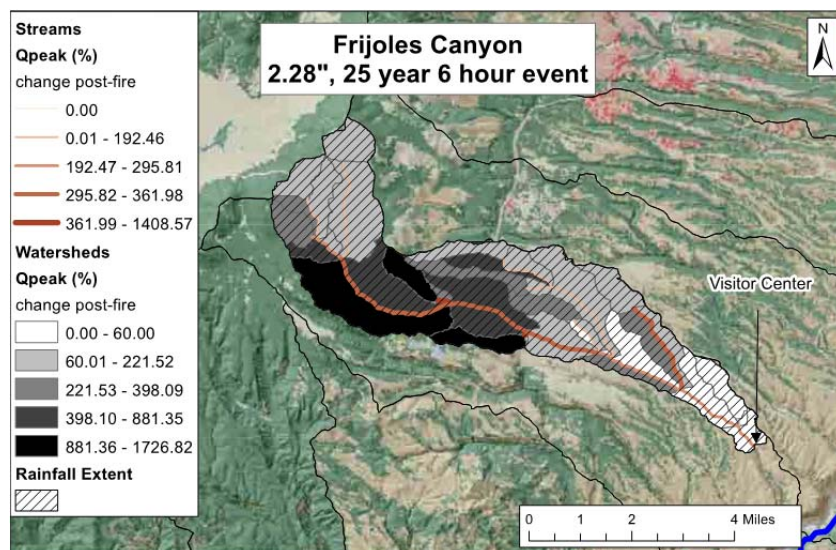 Streams
Qpeak (%)
change post-fire
0.00
0.01 - 192.46
192.47 - 295.81
295.82 - 361.98
361.99 - 1408.57
Watersheds
Qpeak (%)
change post-fire
0.00 - 60.00
60.01 - 221.52
221.53 - 398.09
398.10 - 881.35
881.36 - 1726.82
Rainfall Extent
Frijoles Canyon
2.28", 25 year 6 hour event
N
Visitor Center
0 1 2 4 Miles